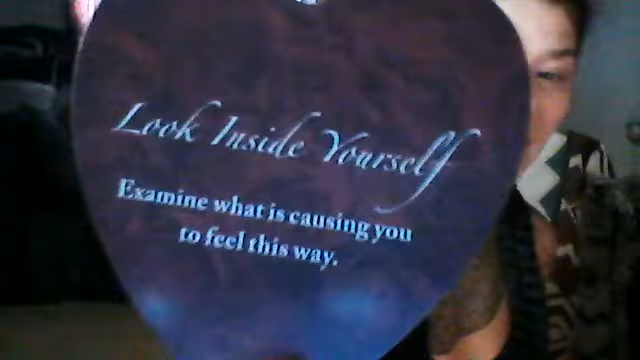 Look Inside Yourself
Examine what is causing you
to feel this way.